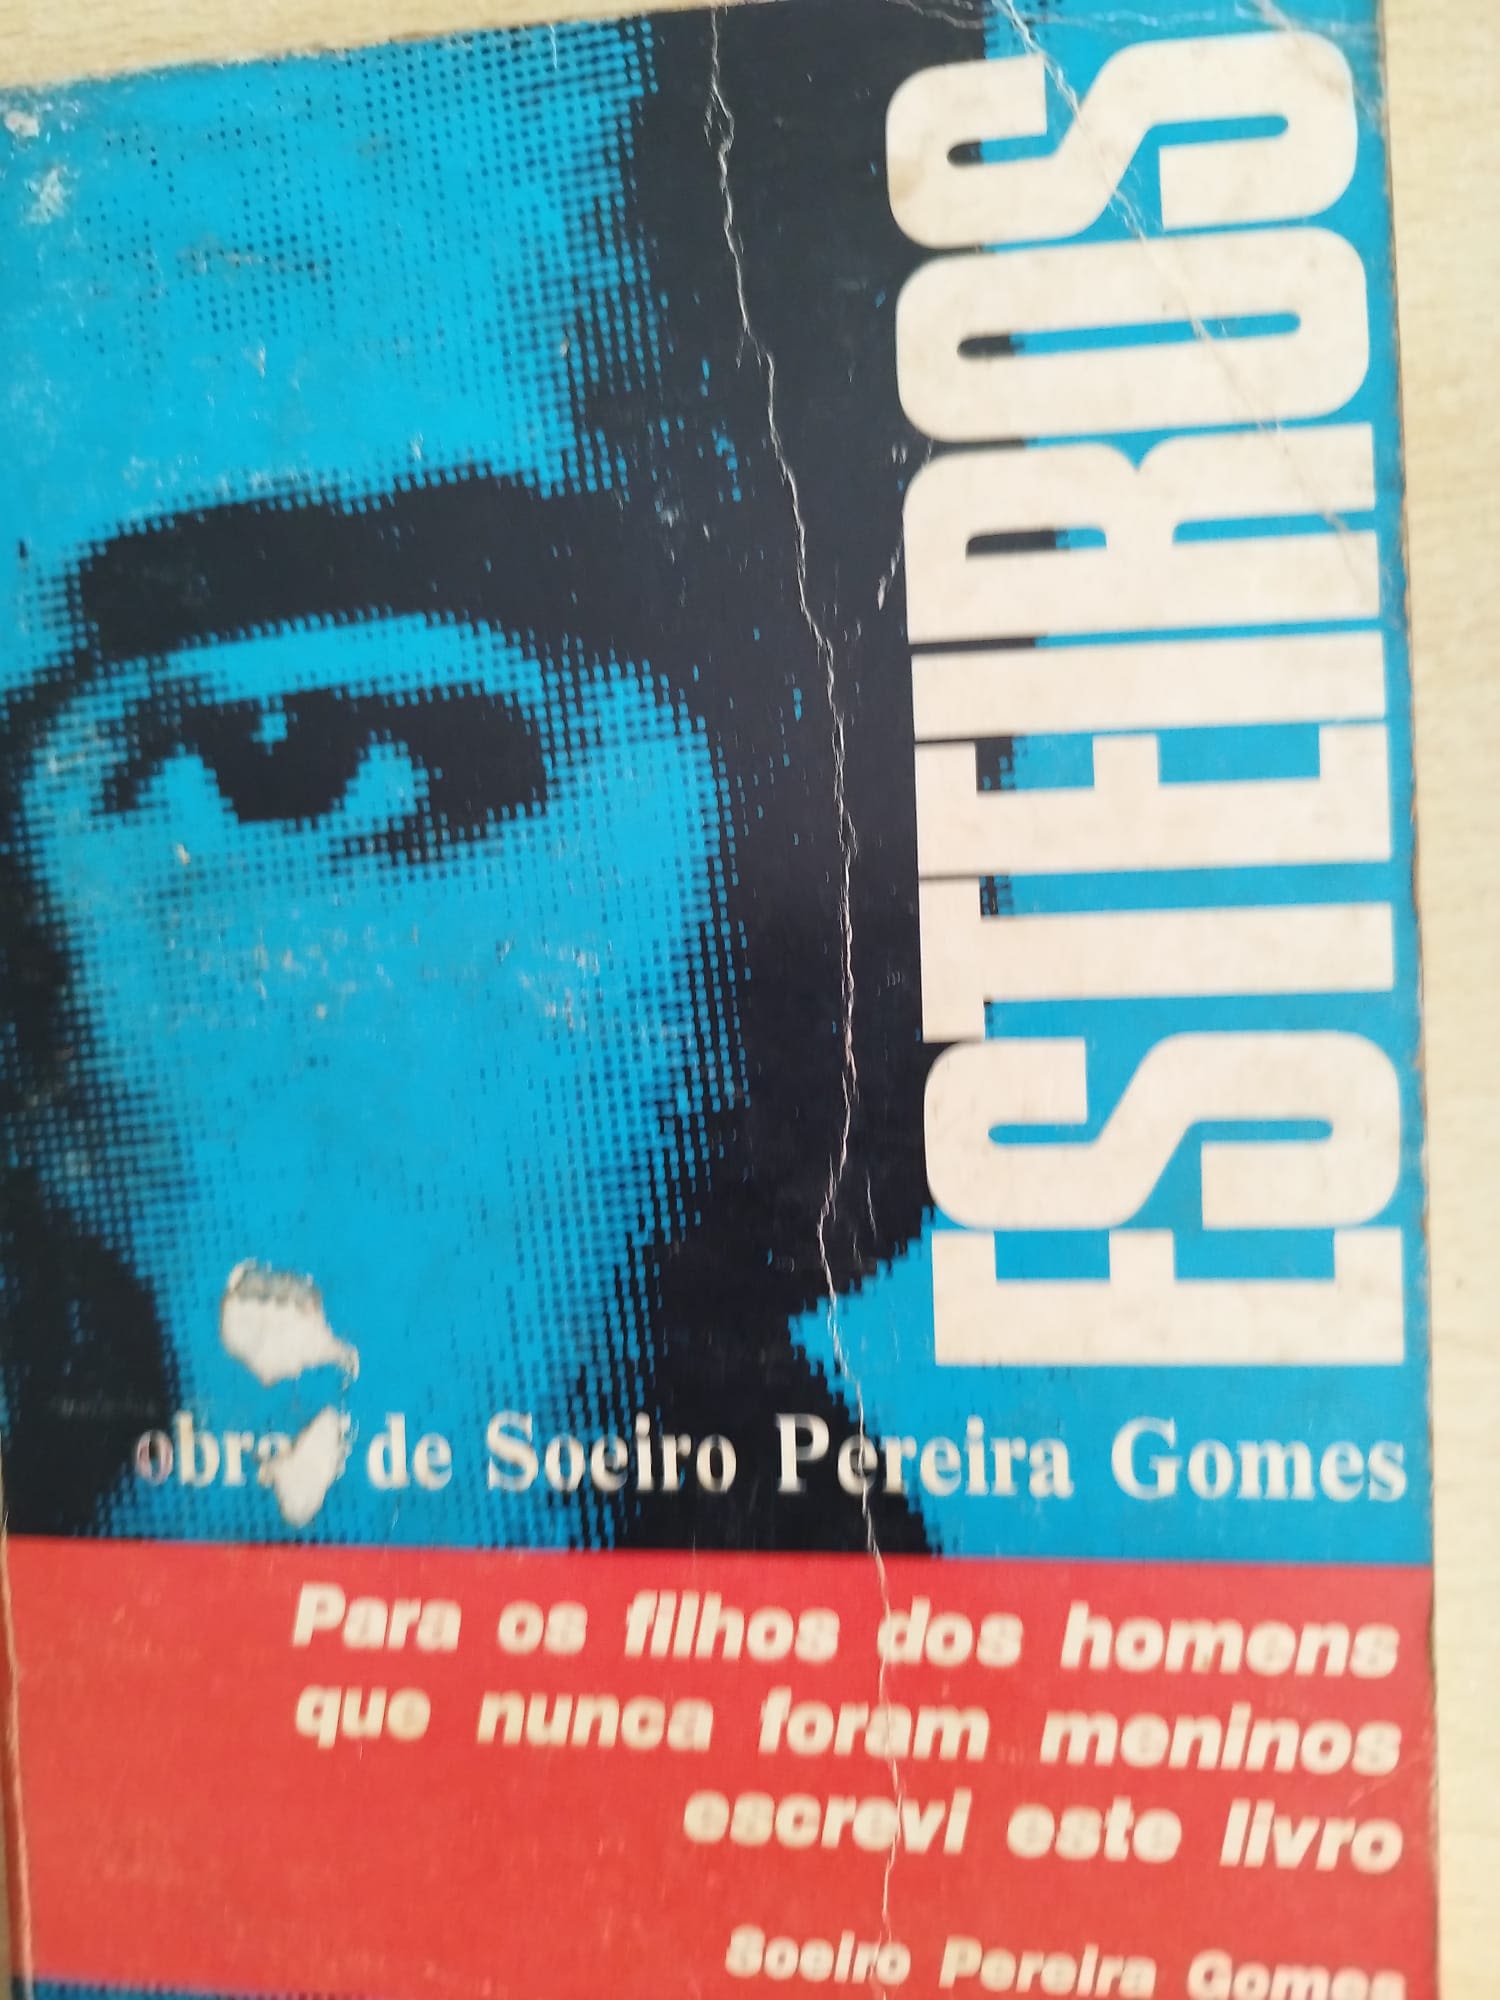 ESTEIROS
obras de Soeiro Pereira Gomes
Para os filhos dos homens
que nunca foram meninos
escrevi este livro
Soeiro Pereira Gomes